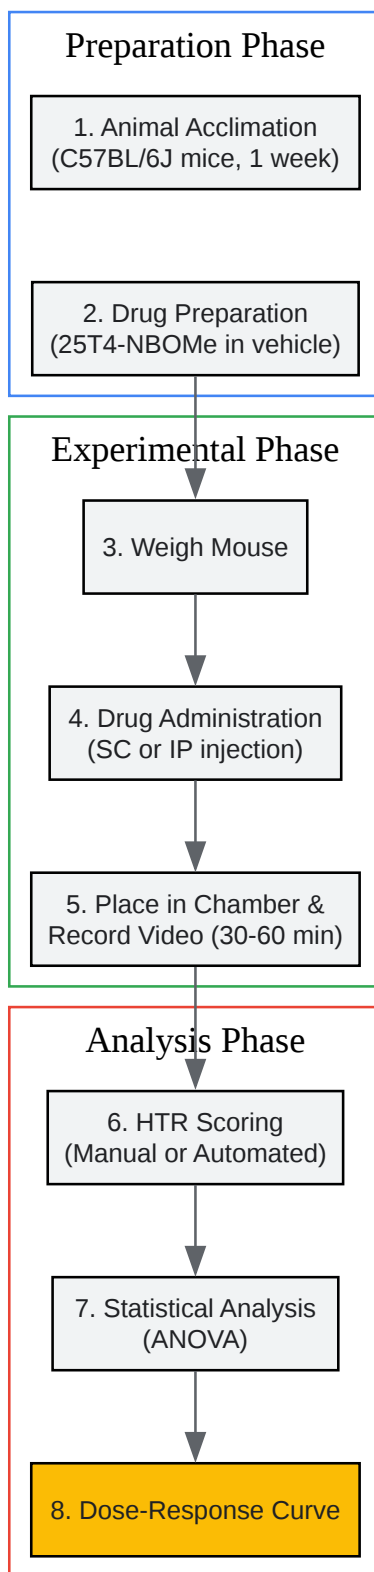 Preparation Phase
1. Animal Acclimation
(C57BL/6J mice, 1 week)
2. Drug Preparation
(25T4-NBOMe in vehicle)
Experimental Phase
3. Weigh Mouse
4. Drug Administration
(SC or IP injection)
5. Place in Chamber &
Record Video (30-60 min)
Analysis Phase
6. HTR Scoring
(Manual or Automated)
7. Statistical Analysis
(ANOVA)
8. Dose-Response Curve